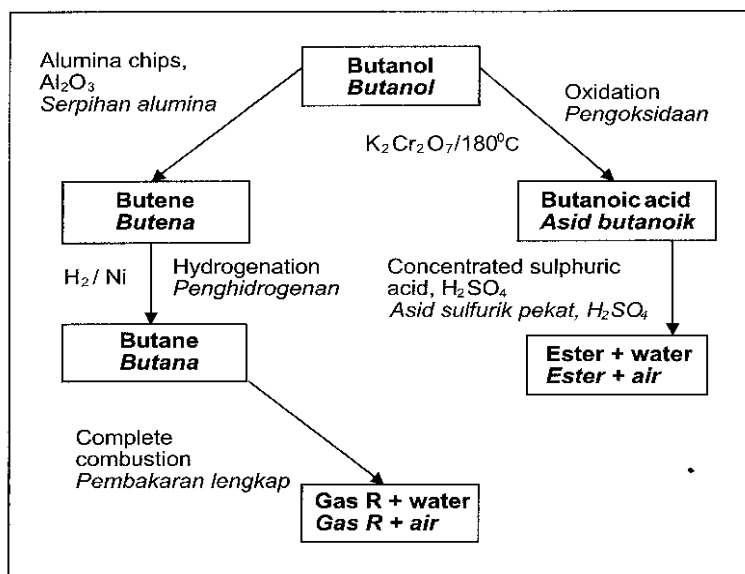 Alumina chips,
Al₂O₃
Serpihan alumina
Butanol
Butanol
Oxidation
Pengoksidaan
K₂Cr₂O₇/180⁰C
Butene
Butena
Butanoic acid
Asid butanoik
H₂ / Ni
Hydrogenation
Penghidrogenan
Concentrated sulphuric
acid, H₂SO₄
Asid sulfurik pekat, H₂SO₄
Butane
Butana
Ester + water
Ester + air
Complete
combustion
Pembakaran lengkap
Gas R + water
Gas R + air